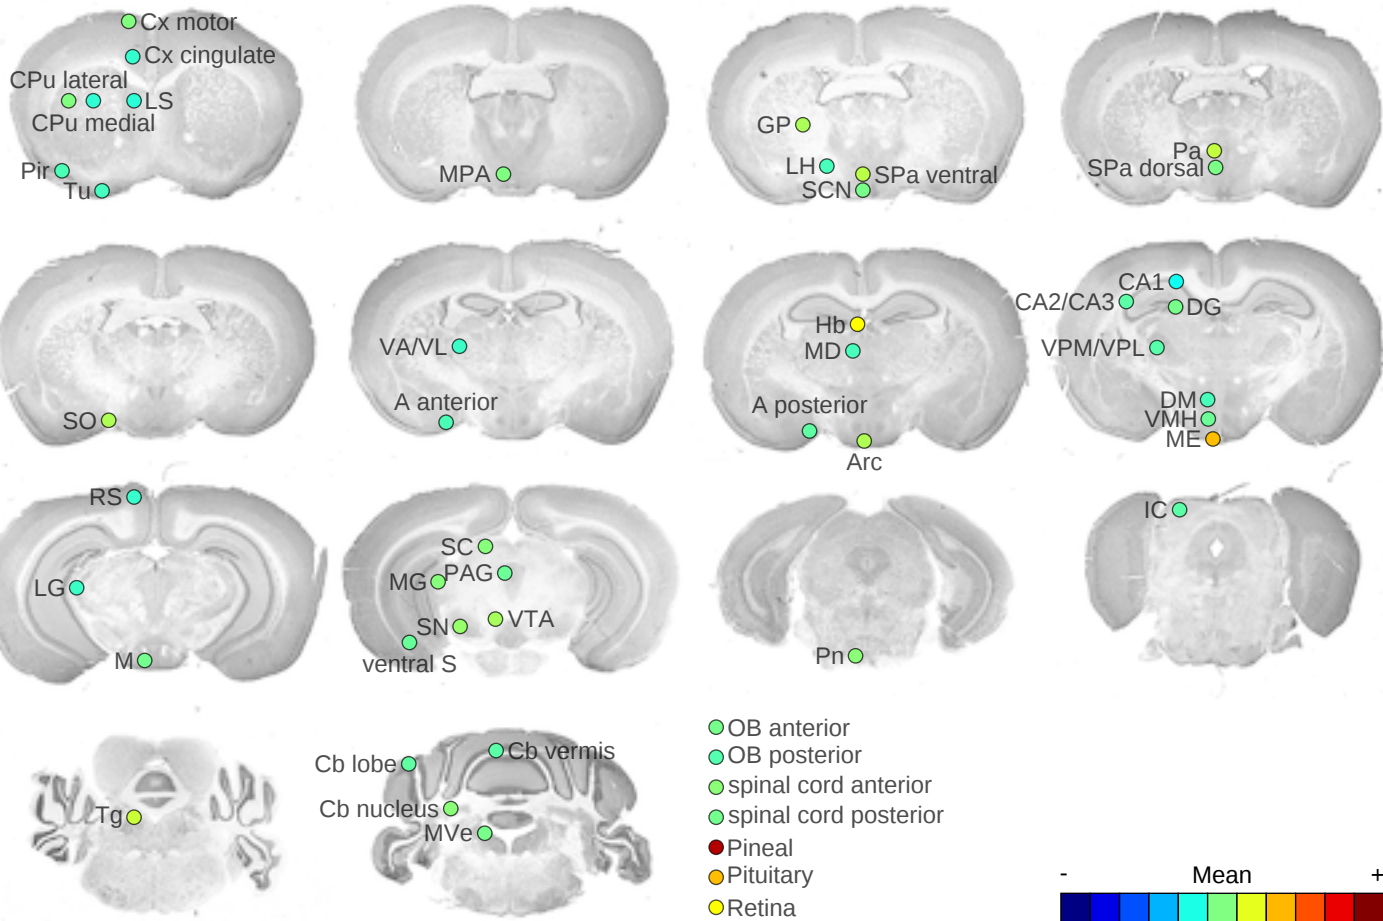 Cx motor
Cx cingulate
CPu lateral
LS
CPu medial
Pir
Tu
MPA
GP
LH
SPa ventral
SCN
Pa
SPa dorsal
SO
VA/VL
A anterior
Hb
MD
A posterior
Arc
CA1
CA2/CA3
DG
VPM/VPL
DM
VMH
ME
RS
LG
M
SC
PAG
MG
VTA
SN
ventral S
Pn
IC
Tg
Cb vermis
Cb lobe
Cb nucleus
MVe
OB anterior
OB posterior
spinal cord anterior
spinal cord posterior
Pineal
Pituitary
Retina
- Mean +